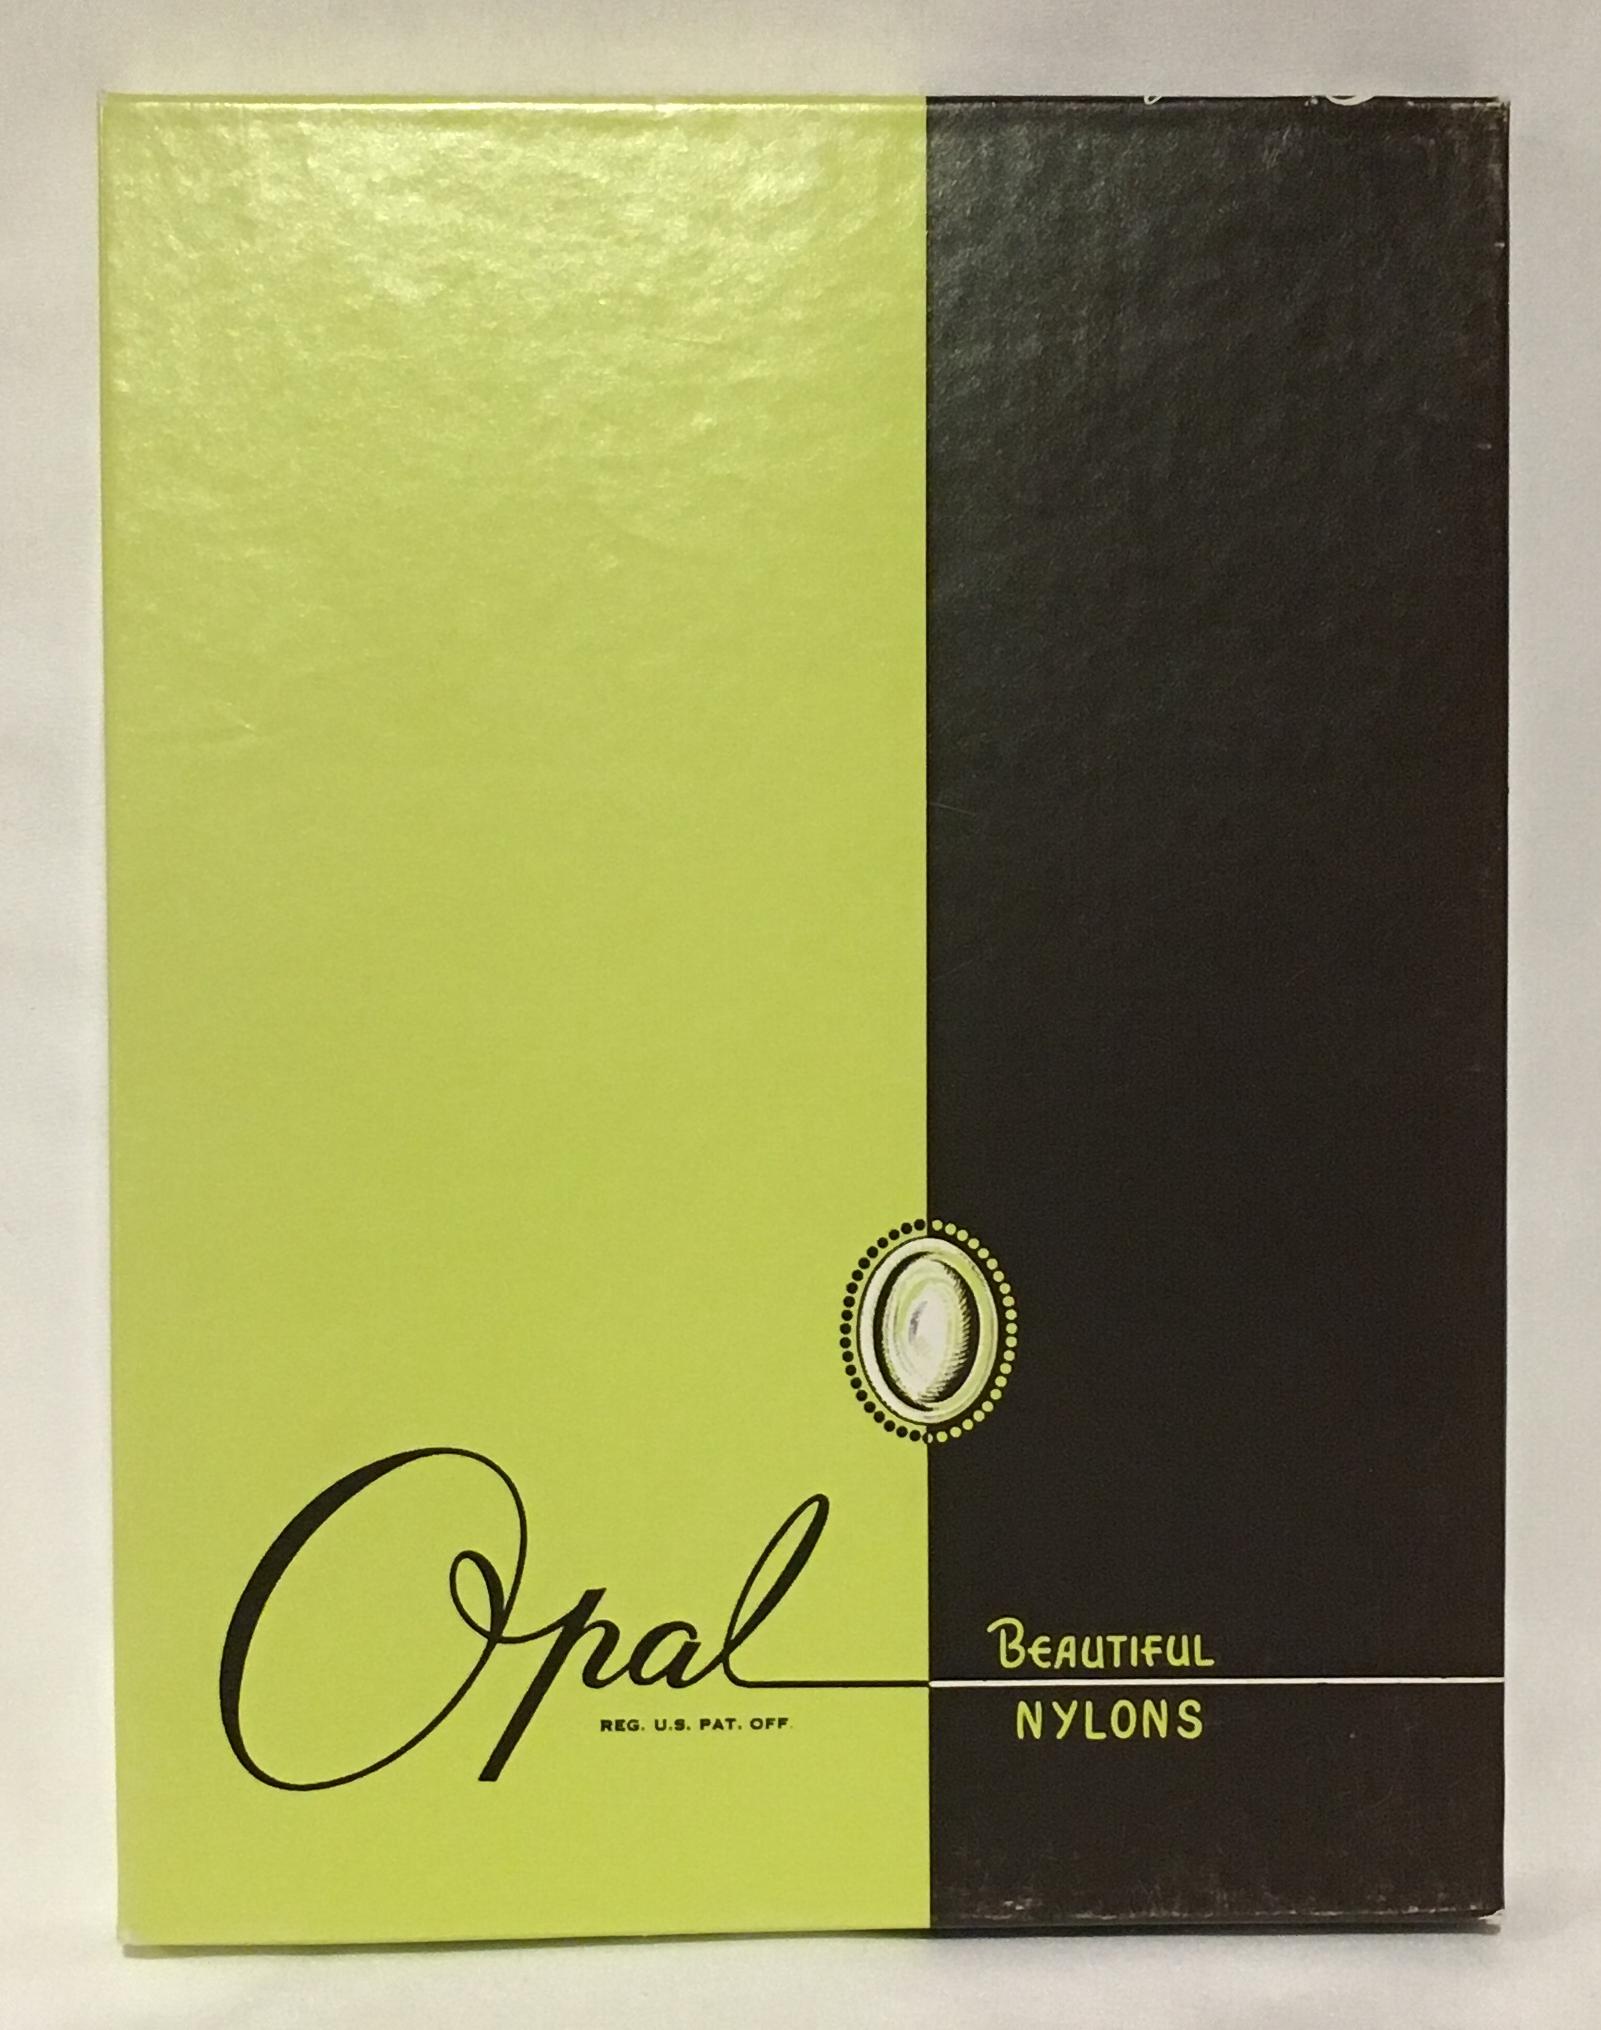 Opal
REG. U.S. PAT. OFF.
BEAUTIFUL
NYLONS